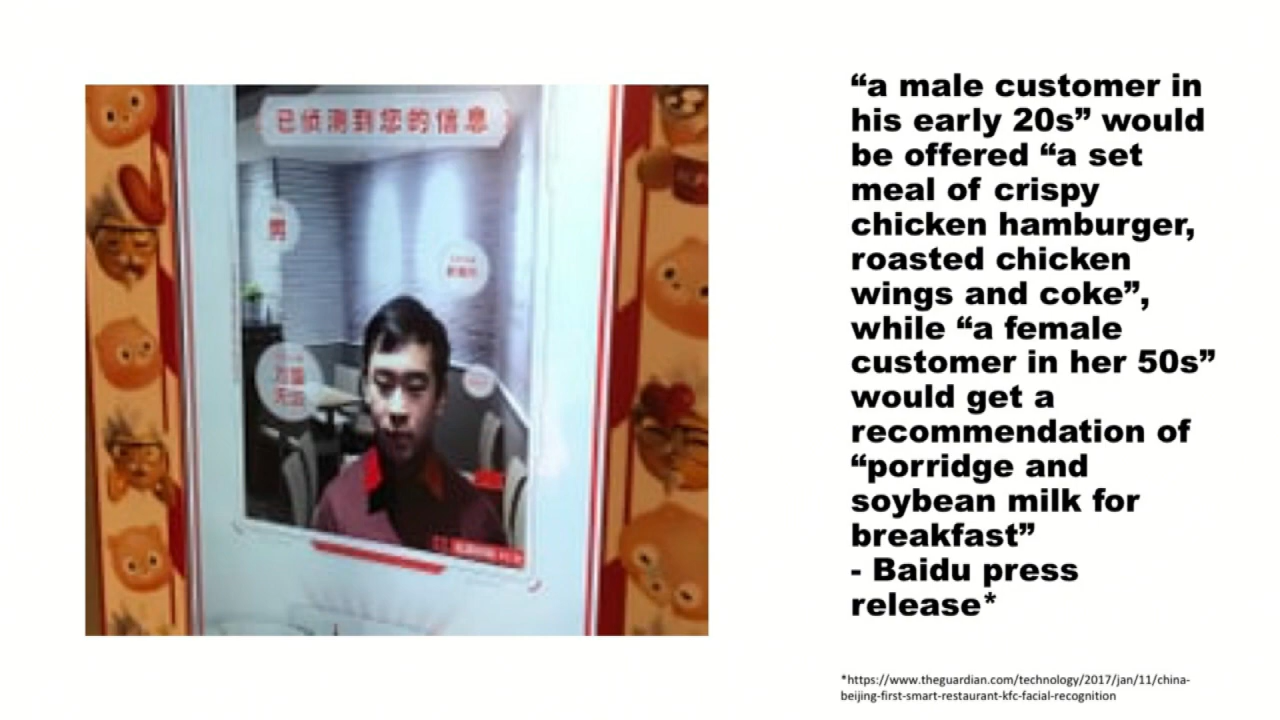 已侦测到您的信息
男
“a male customer in
his early 20s” would
be offered “a set
meal of crispy
chicken hamburger,
roasted chicken
wings and coke”,
while “a female
customer in her 50s”
would get a
recommendation of
“porridge and
soybean milk for
breakfast”
- Baidu press
release*
*https://www.theguardian.com/technology/2017/jan/11/china-
beijing-first-smart-restaurant-kfc-facial-recognition